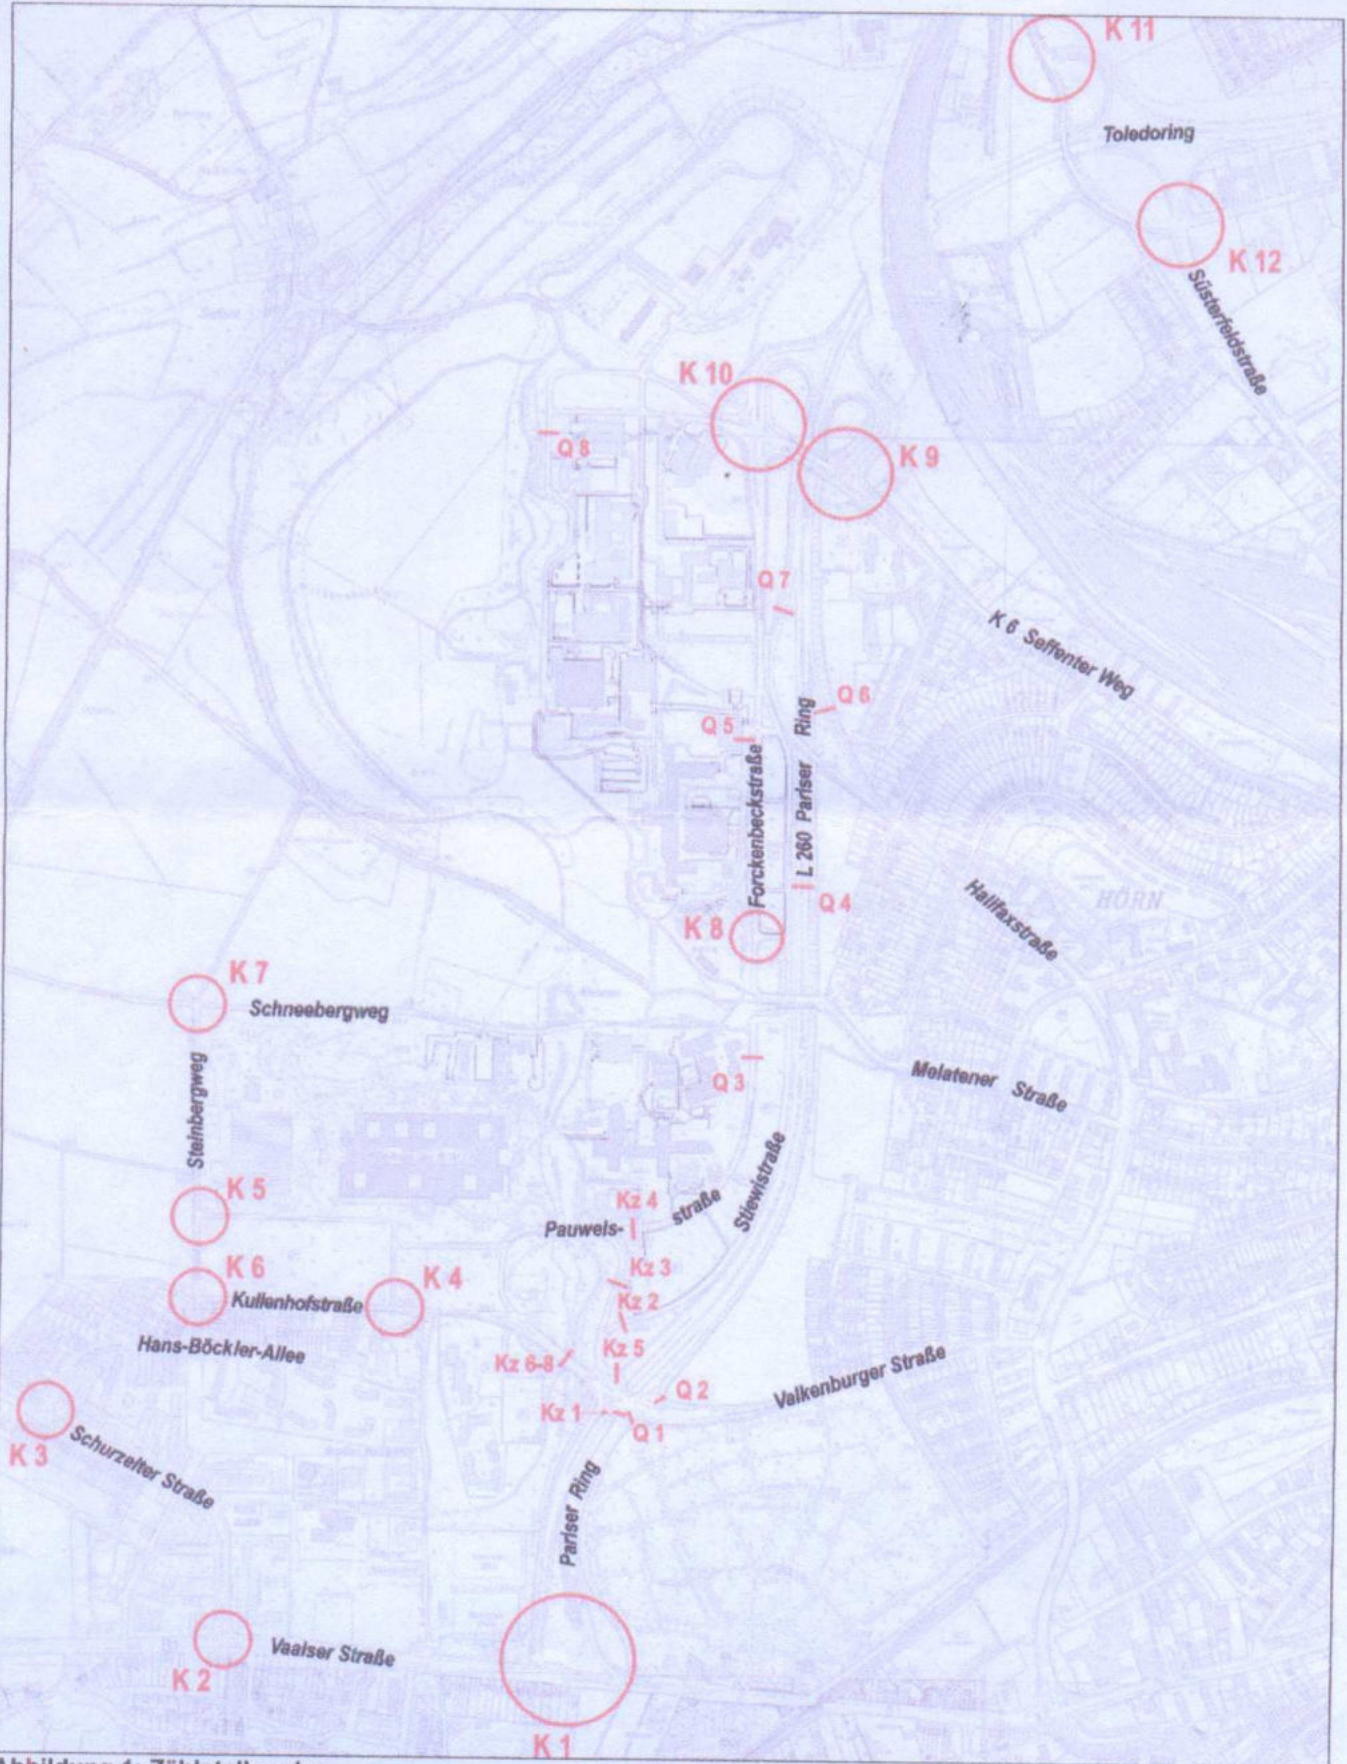 K 11
Toledoring
K 12
Süsterfeldstraße
K 10
K 9
Q 8
Q 7
K 6 Seffenter Weg
Q 6
Q 5
L 260 Pariser Ring
Forckenbeckstraße
Q 4
K 8
Halifaxstraße
HÖRN
K 7
Schneebergweg
Steinbergweg
Q 3
Melatener Straße
Stiewistraße
K 5
Kz 4
Pauwels-
straße
K 6
K 4
Kz 3
Kullenhofstraße
Kz 2
Hans-Böckler-Allee
Kz 5
Kz 6-8
Valkenburger Straße
Q 2
Kz 1
Q 1
K 3
Schurzelter Straße
Pariser Ring
Vaalser Straße
K 2
K 1